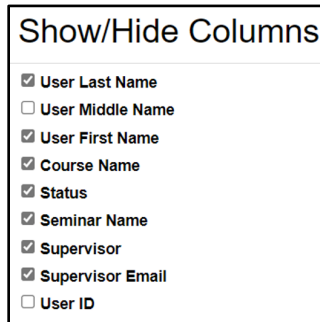 Show/Hide Columns
User Last Name
User Middle Name
User First Name
Course Name
Status
Seminar Name
Supervisor
Supervisor Email
User ID